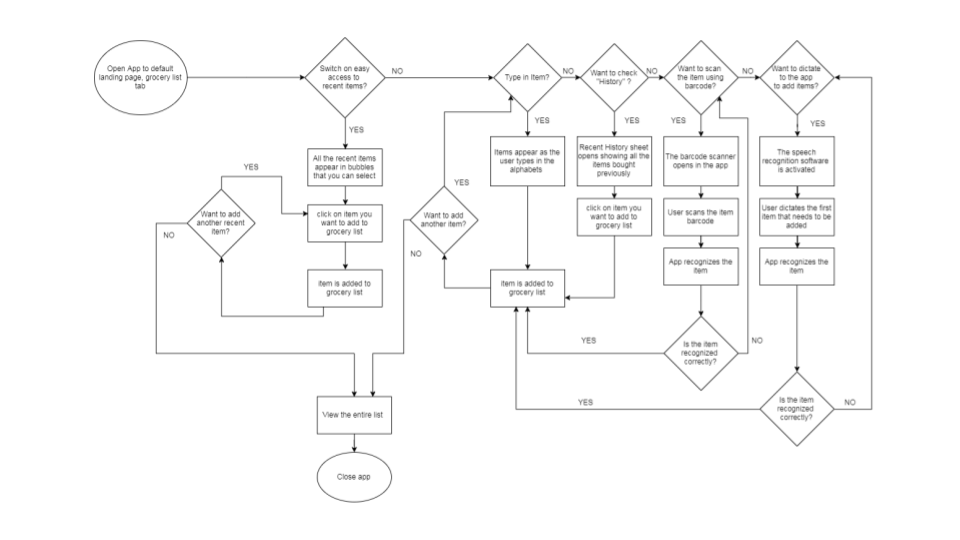 Open App to default
landing page, grocery list
tab
Switch on easy
access to
recent items?
NO
YES
Type in Item?
NO
YES
Want to check
"History" ?
NO
YES
Want to scan
the item using
barcode?
NO
YES
Want to dictate
to the app
to add items?
YES
All the recent items
appear in bubbles
that you can select
click on item you
want to add to
grocery list
item is added to
grocery list
YES
Want to add
another recent
item?
NO
Items appear as the
user types in the
alphabets
item is added to
grocery list
YES
Want to add
another item?
NO
Recent History sheet
opens showing all the
items bought
previously
click on item you
want to add to
grocery list
The barcode scanner
opens in the app
User scans the item
barcode
App recognizes the
item
Is the item
recognized
correctly?
YES
NO
The speech
recognition software
is activated
User dictates the first
item that needs to be
added
App recognizes the
item
Is the item
recognized
correctly?
YES
NO
View the entire list
Close app